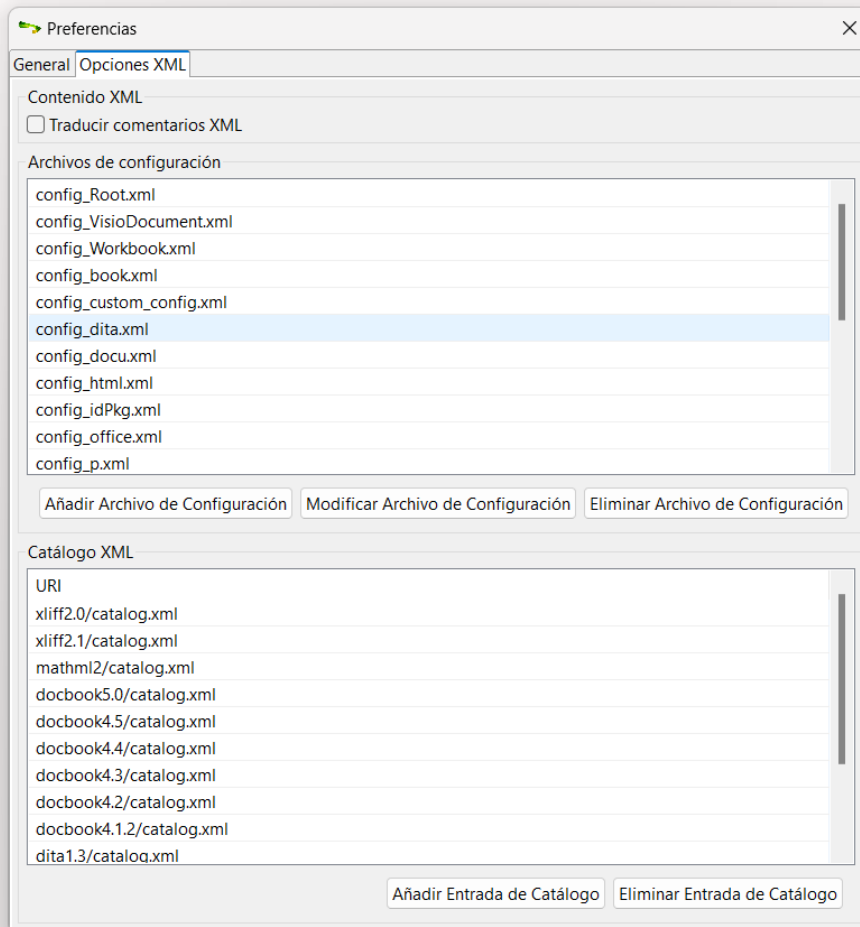 Preferencias
General Opciones XML
Contenido XML
Traducir comentarios XML
Archivos de configuración
config_Root.xml
config_VisioDocument.xml
config_Workbook.xml
config_book.xml
config_custom_config.xml
config_dita.xml
config_docu.xml
config_html.xml
config_idPkg.xml
config_office.xml
config_p.xml
Añadir Archivo de Configuración Modificar Archivo de Configuración Eliminar Archivo de Configuración
Catálogo XML
URI
xliff2.0/catalog.xml
xliff2.1/catalog.xml
mathml2/catalog.xml
docbook5.0/catalog.xml
docbook4.5/catalog.xml
docbook4.4/catalog.xml
docbook4.3/catalog.xml
docbook4.2/catalog.xml
docbook4.1.2/catalog.xml
dita1.3/catalog.xml
Añadir Entrada de Catálogo Eliminar Entrada de Catálogo